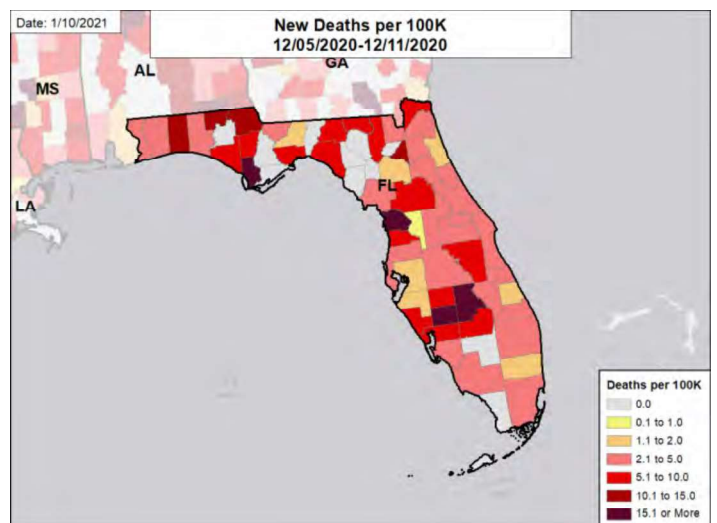 Date: 1/10/2021
New Deaths per 100K
12/05/2020-12/11/2020
GA
AL
MS
LA
FL
Deaths per 100K
0.0
0.1 to 1.0
1.1 to 2.0
2.1 to 5.0
5.1 to 10.0
10.1 to 15.0
15.1 or More